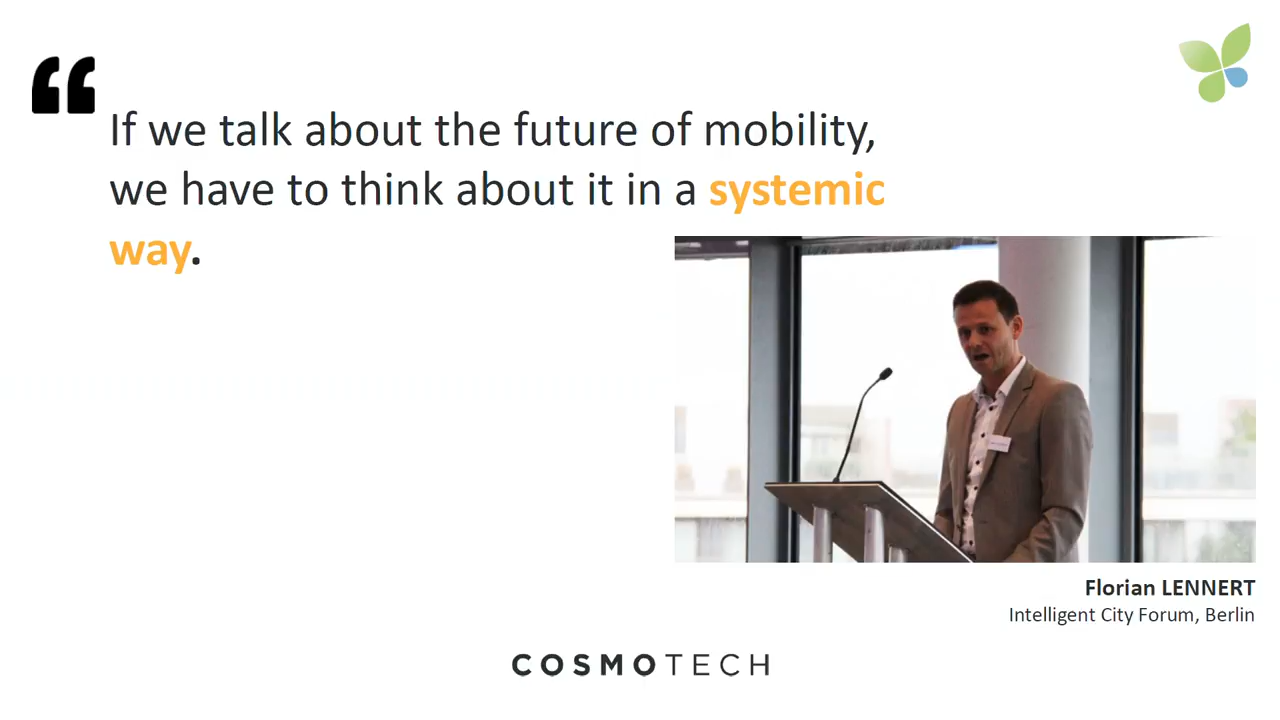 “
If we talk about the future of mobility,
we have to think about it in a systemic
way.
Florian LENNERT
Intelligent City Forum, Berlin
COSMOTECH